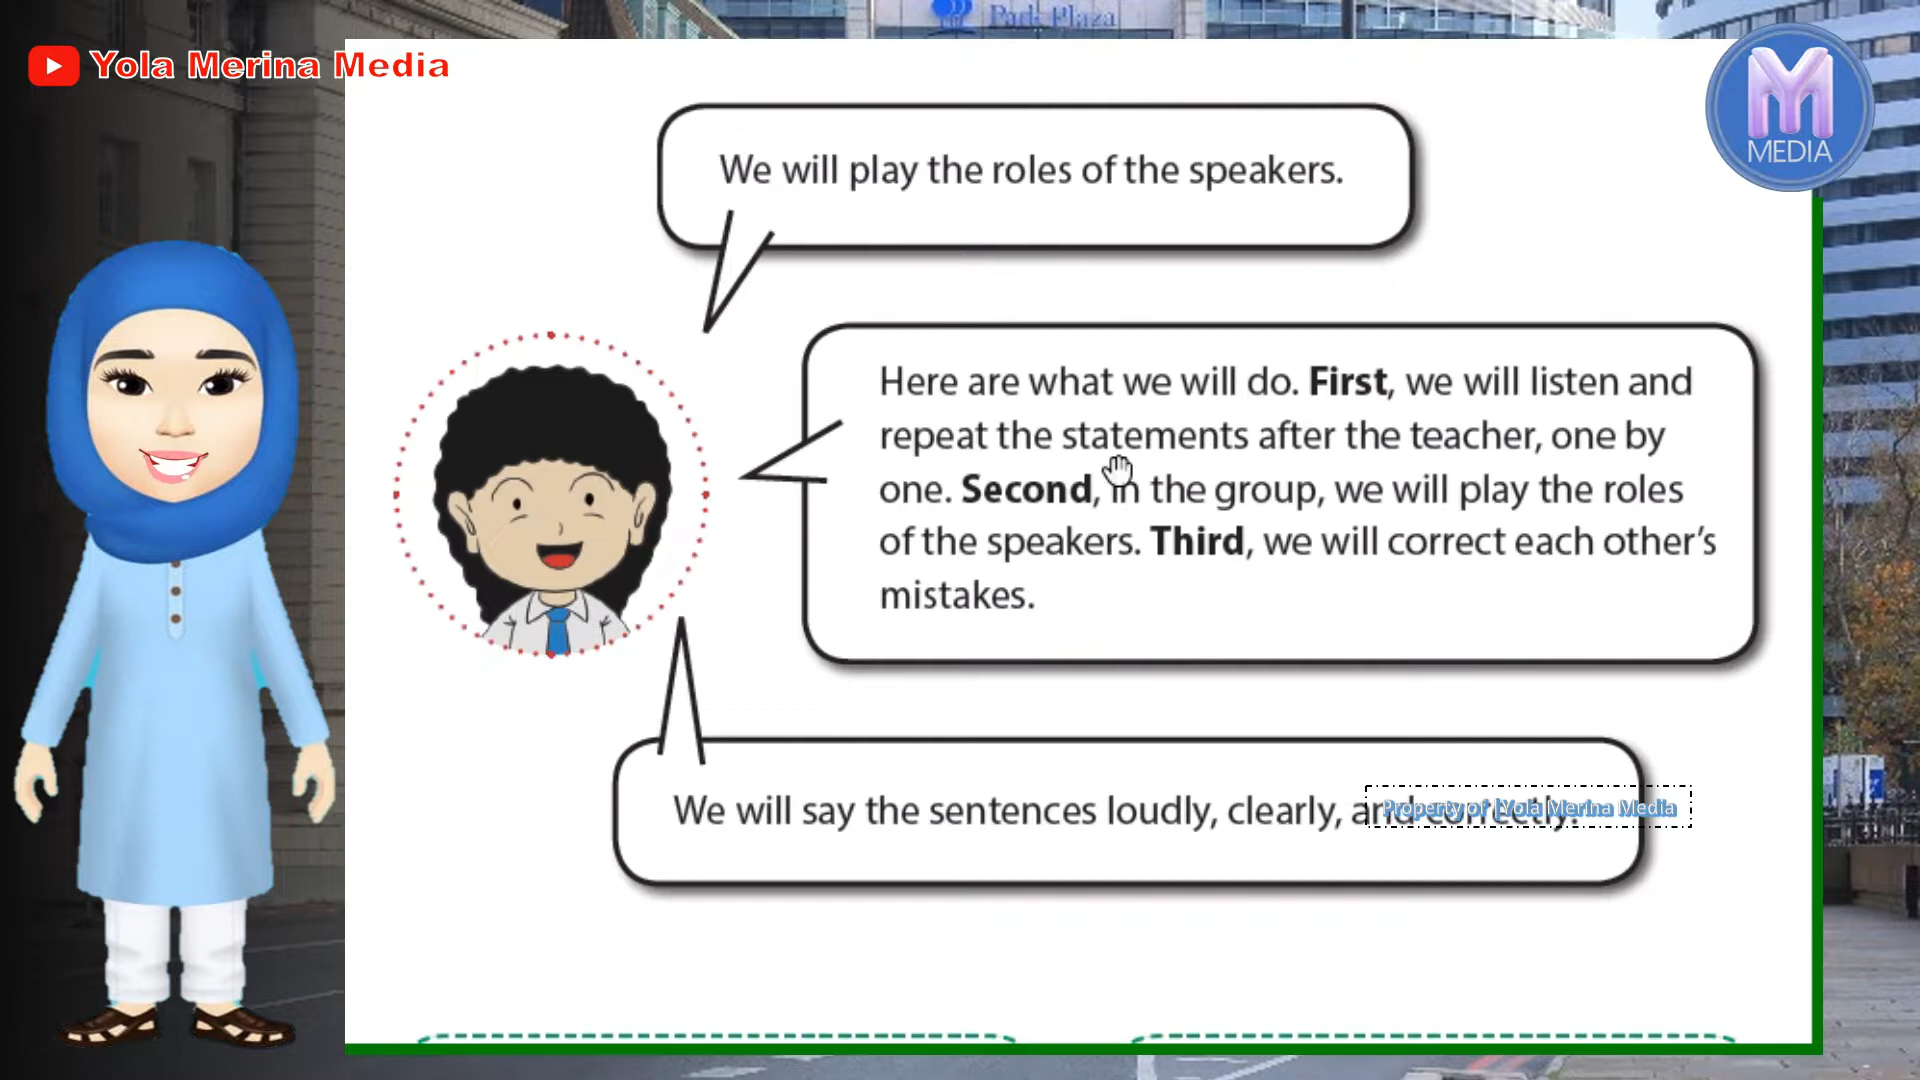 Park Plaza
Yola Merina Media
M
MEDIA
We will play the roles of the speakers.
Here are what we will do. First, we will listen and
repeat the statements after the teacher, one by
one. Second, in the group, we will play the roles
of the speakers. Third, we will correct each other's
mistakes.
We will say the sentences loudly, clearly, and correctly.
Property of | Yola Merina Media